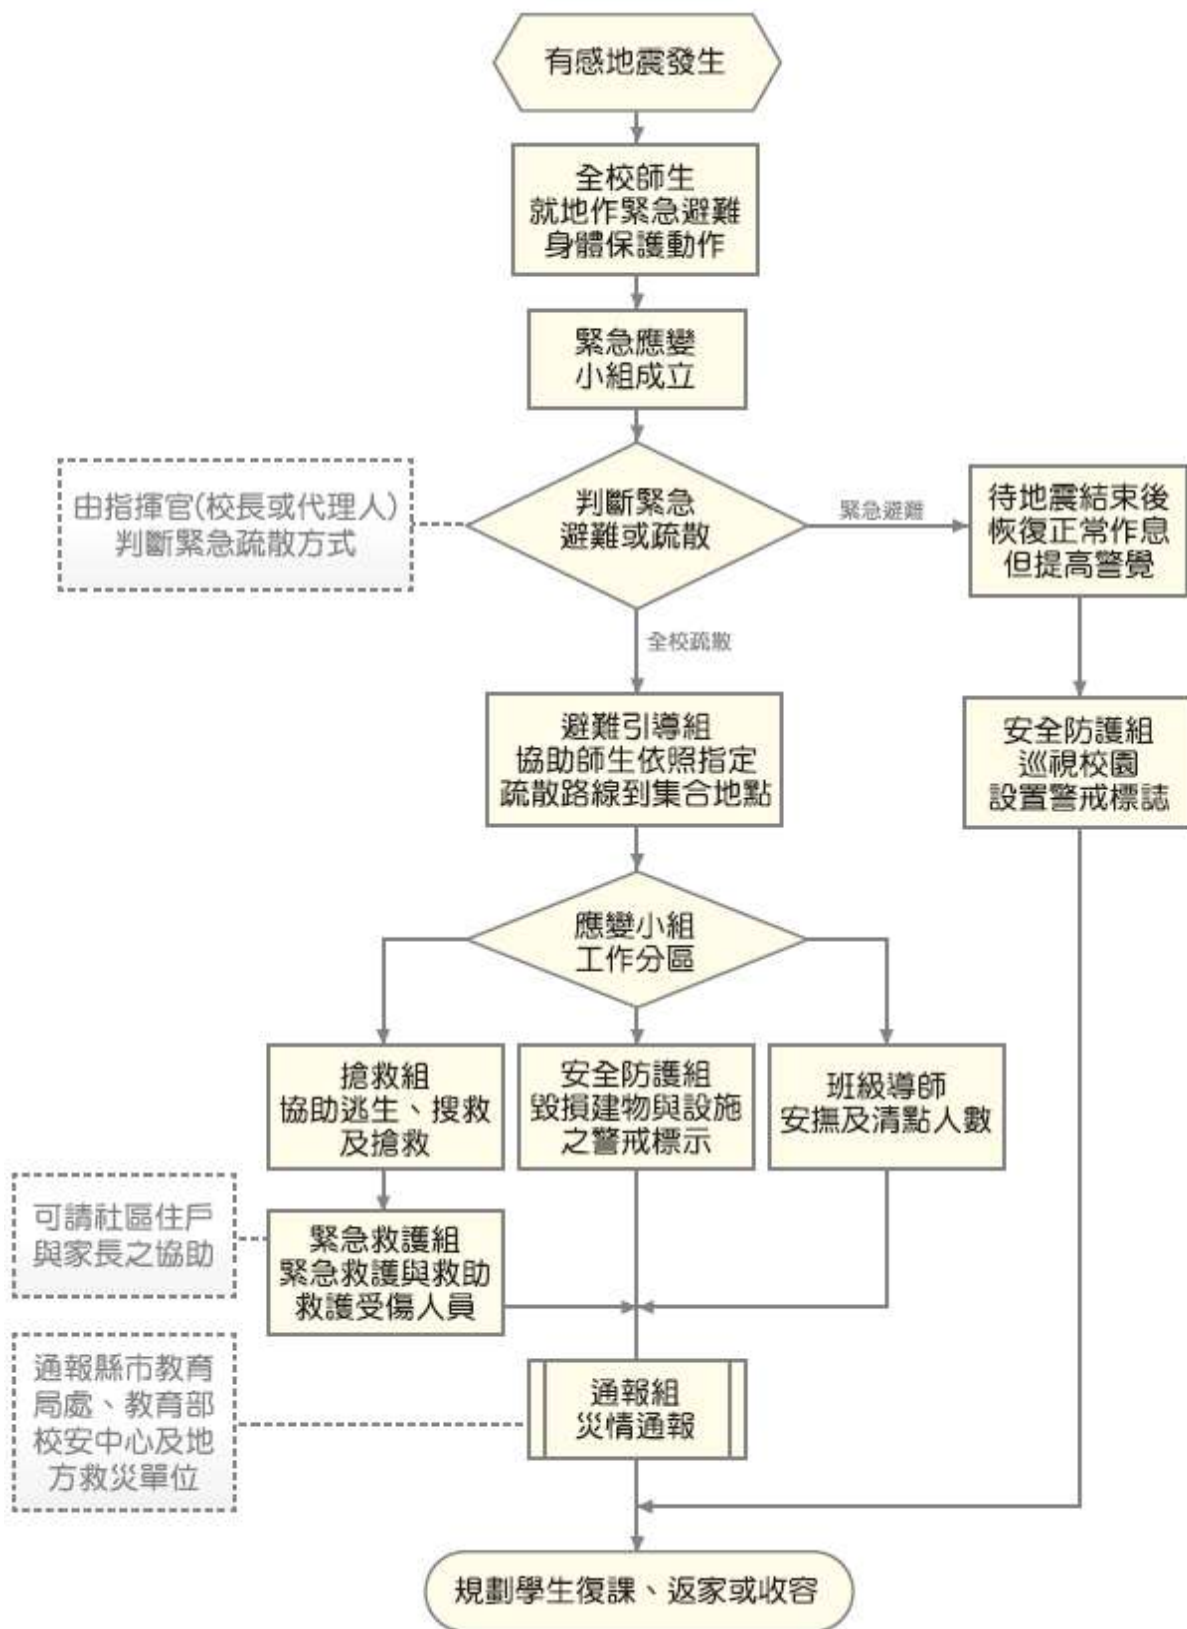 有感地震發生
全校師生
就地作緊急避難
身體保護動作
緊急應變
小組成立
由指揮官(校長或代理人)
判斷緊急疏散方式
判斷緊急
避難或疏散
緊急避難
待地震結束後
恢復正常作息
但提高警覺
全校疏散
避難引導組
協助師生依照指定
疏散路線到集合地點
安全防護組
巡視校園
設置警戒標誌
應變小組
工作分區
搶救組
協助逃生、搜救
及搶救
安全防護組
毀損建物與設施
之警戒標示
班級導師
安撫及清點人數
可請社區住戶
與家長之協助
緊急救護組
緊急救護與救助
救護受傷人員
通報縣市教育
局處、教育部
校安中心及地
方救災單位
通報組
災情通報
規劃學生復課、返家或收容